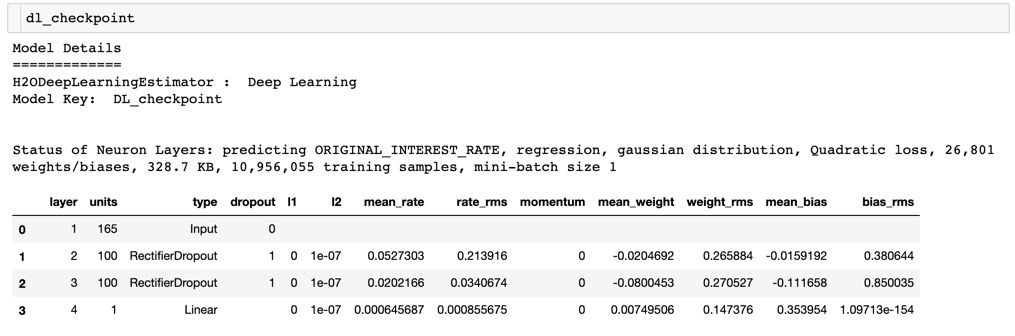 dl_checkpoint
Model Details
=============
H2ODeepLearningEstimator :  Deep Learning
Model Key:  DL_checkpoint
Status of Neuron Layers: predicting ORIGINAL_INTEREST_RATE, regression, gaussian distribution, Quadratic loss, 26,801
weights/biases, 328.7 KB, 10,956,055 training samples, mini-batch size 1
layer units type dropout l1 l2 mean_rate rate_rms momentum mean_weight weight_rms mean_bias bias_rms
0 1 165 Input 0
1 2 100 RectifierDropout 1 0 1e-07 0.0527303 0.213916 0 -0.0204692 0.265884 -0.0159192 0.380644
2 3 100 RectifierDropout 1 0 1e-07 0.0202166 0.0340674 0 -0.0800453 0.270527 -0.111658 0.850035
3 4 1 Linear 0 1e-07 0.000645687 0.000855675 0 0.00749506 0.147376 0.353954 1.09713e-154